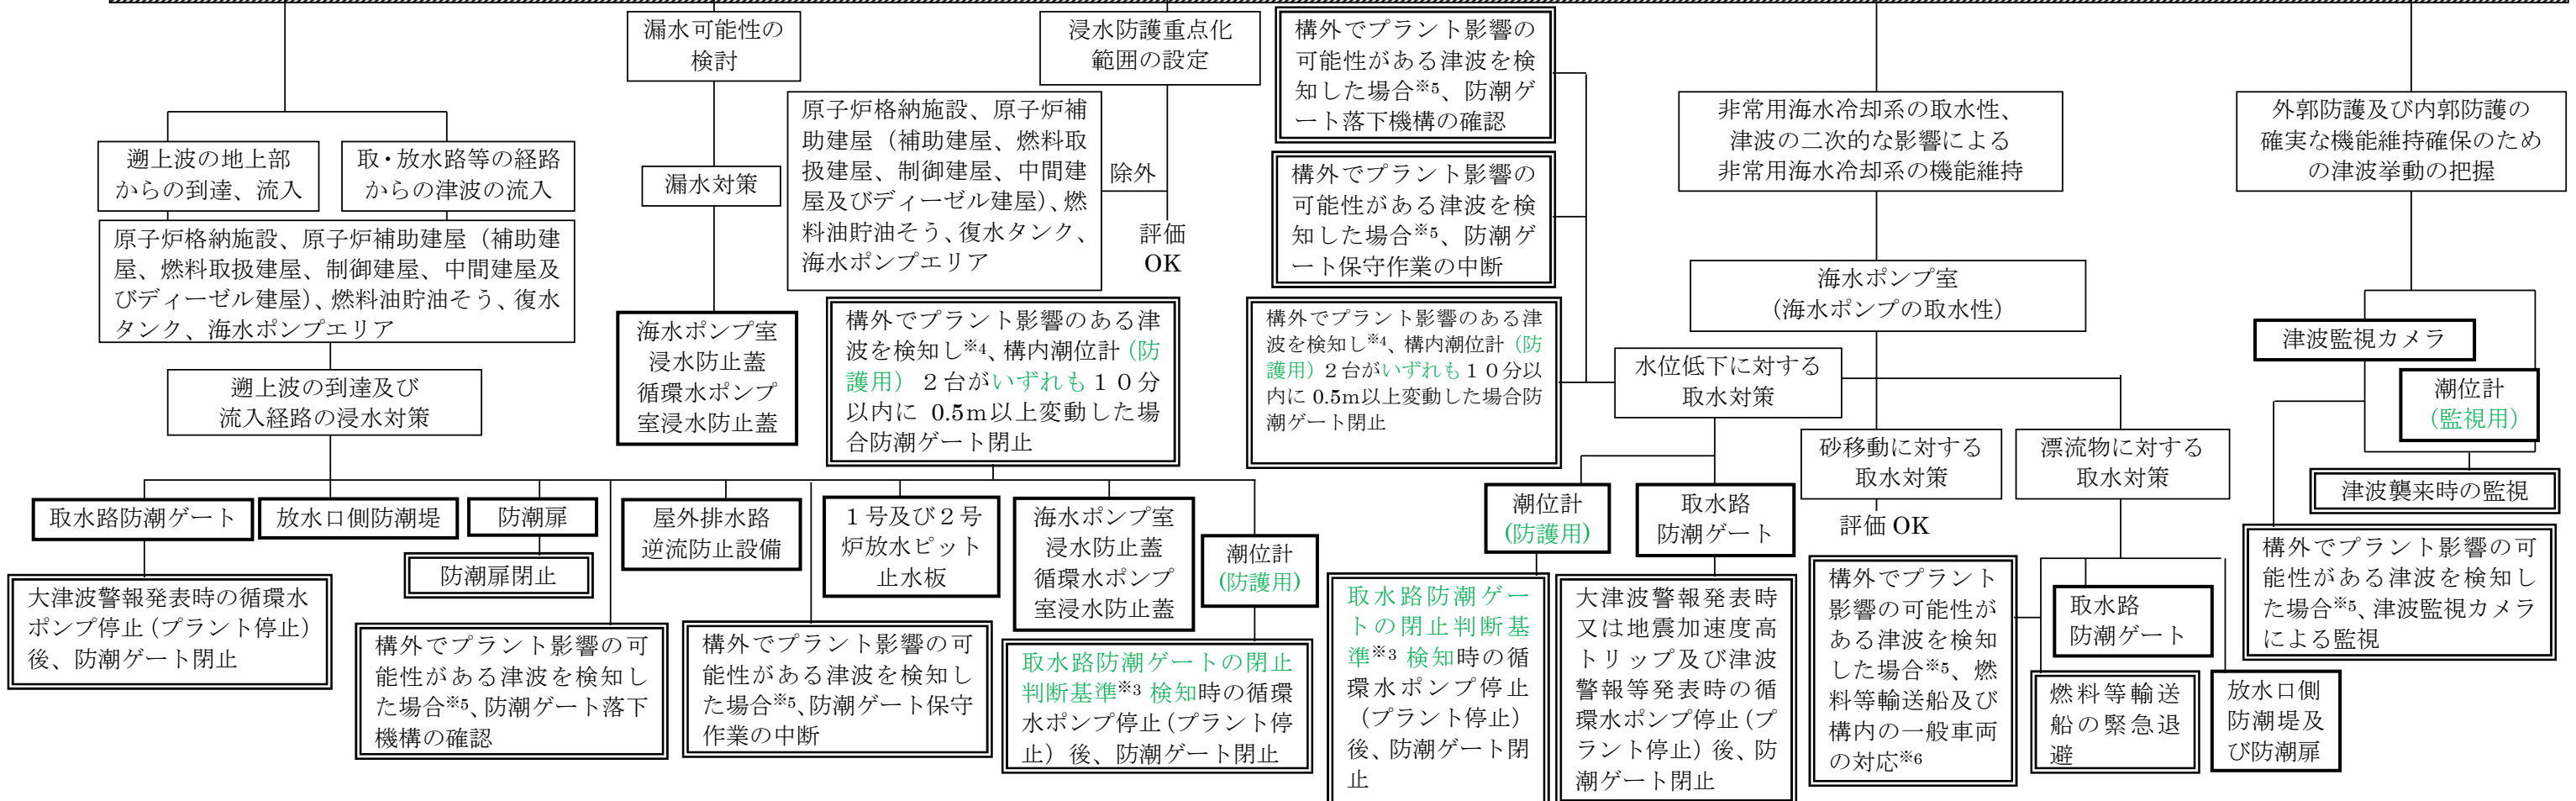 漏水可能性の
検討
浸水防護重点化
範囲の設定
構外でプラント影響の
可能性がある津波を検
知した場合※5、防潮ゲ
ート落下機構の確認
非常用海水冷却系の取水性、
津波の二次的な影響による
非常用海水冷却系の機能維持
外郭防護及び内郭防護の
確実な機能維持確保のため
の津波挙動の把握
遡上波の地上部
からの到達、流入
取・放水路等の経路
からの津波の流入
漏水対策
原子炉格納施設、原子炉補
助建屋（補助建屋、燃料取
扱建屋、制御建屋、中間建
屋及びディーゼル建屋）、燃
料油貯油そう、復水タンク、
海水ポンプエリア
除外
評価
OK
構外でプラント影響の
可能性がある津波を検
知した場合※5、防潮ゲ
ート保守作業の中断
原子炉格納施設、原子炉補助建屋（補助建
屋、燃料取扱建屋、制御建屋、中間建屋及
びディーゼル建屋）、燃料油貯油そう、復水
タンク、海水ポンプエリア
海水ポンプ室
（海水ポンプの取水性）
海水ポンプ室
浸水防止蓋
循環水ポンプ
室浸水防止蓋
構外でプラント影響のある津
波を検知し※4、構内潮位計（防
護用）２台がいずれも１０分
以内に 0.5m以上変動した場
合防潮ゲート閉止
構外でプラント影響のある津
波を検知し※4、構内潮位計（防
護用）２台がいずれも１０分以
内に 0.5m以上変動した場合防
潮ゲート閉止
水位低下に対する
取水対策
津波監視カメラ
潮位計
（監視用）
遡上波の到達及び
流入経路の浸水対策
砂移動に対する
取水対策
評価 OK
漂流物に対する
取水対策
津波襲来時の監視
取水路防潮ゲート
放水口側防潮堤
防潮扉
防潮扉閉止
屋外排水路
逆流防止設備
１号及び２号
炉放水ピット
止水板
海水ポンプ室
浸水防止蓋
循環水ポンプ
室浸水防止蓋
潮位計
(防護用)
潮位計
(防護用)
取水路
防潮ゲート
大津波警報発表時の循環水
ポンプ停止（プラント停止）
後、防潮ゲート閉止
構外でプラント影響の可
能性がある津波を検知し
た場合※5、防潮ゲート落下
機構の確認
構外でプラント影響の可
能性がある津波を検知し
た場合※5、防潮ゲート保守
作業の中断
取水路防潮ゲートの閉止
判断基準※3 検知時の循環
水ポンプ停止（プラント停
止）後、防潮ゲート閉止
取水路防潮ゲー
トの閉止判断基
準※3 検知時の循
環水ポンプ停止
（プラント停止）
後、防潮ゲート閉
止
大津波警報発表時
又は地震加速度高
トリップ及び津波
警報等発表時の循
環水ポンプ停止（プ
ラント停止）後、防
潮ゲート閉止
構外でプラント
影響の可能性が
ある津波を検知
した場合※5、燃
料等輸送船及び
構内の一般車両
の対応※6
取水路
防潮ゲート
燃料等輸送
船の緊急退
避
放水口側
防潮堤及
び防潮扉
構外でプラント影響の可
能性がある津波を検知し
た場合※5、津波監視カメラ
による監視